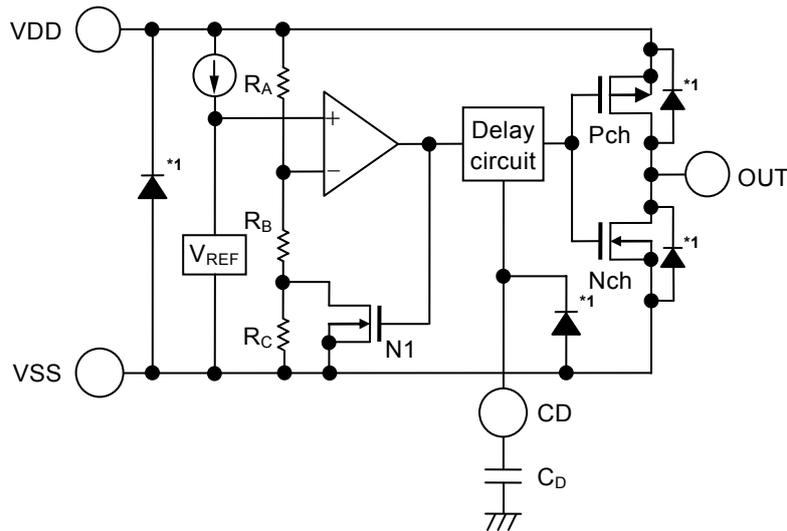 VDD
*1
RA
+
−
Delay
circuit
*1
Pch
OUT
RB
VREF
*1
Nch
*1
RC
N1
VSS
CD
CD